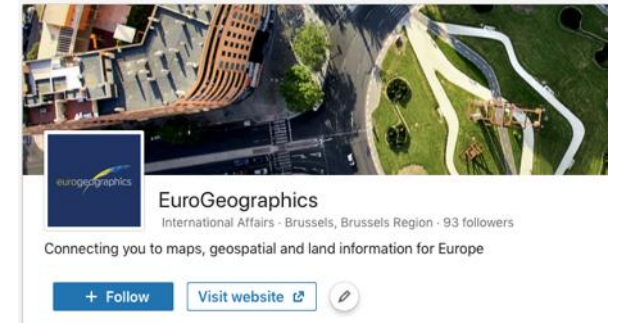 eurogeographics
EuroGeographics
International Affairs · Brussels, Brussels Region · 93 followers
Connecting you to maps, geospatial and land information for Europe
+ Follow
Visit website